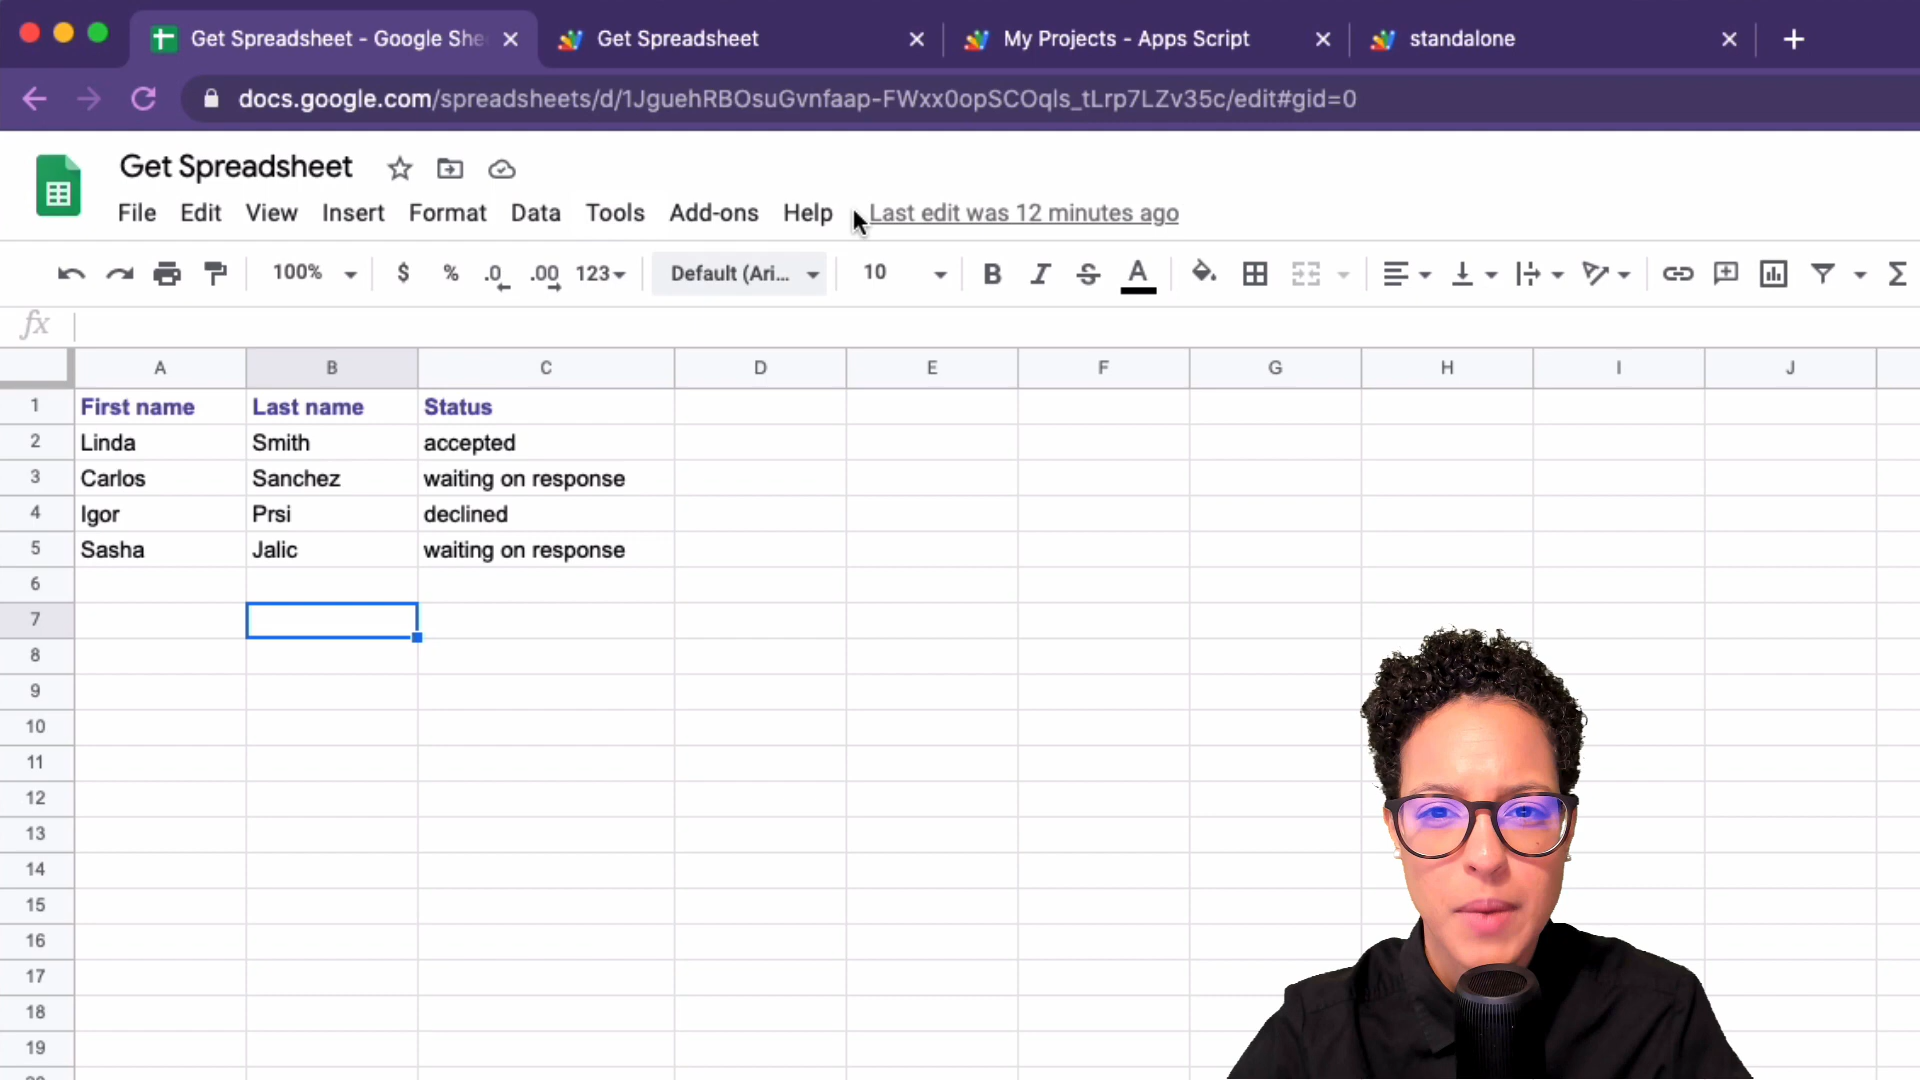 Get Spreadsheet - Google She
Get Spreadsheet
My Projects - Apps Script
standalone
docs.google.com/spreadsheets/d/1JguehRBOsuGvnfaap-FWxx0opSCOqls_tLrp7LZv35c/edit#gid=0
Get Spreadsheet
File Edit View Insert Format Data Tools Add-ons Help Last edit was 12 minutes ago
100% $ % .0 .00 123 Default (Ari... 10 B I S A Σ
fx
A B C D E F G H I J
1 First name Last name Status
2 Linda Smith accepted
3 Carlos Sanchez waiting on response
4 Igor Prsi declined
5 Sasha Jalic waiting on response
6
7
8
9
10
11
12
13
14
15
16
17
18
19